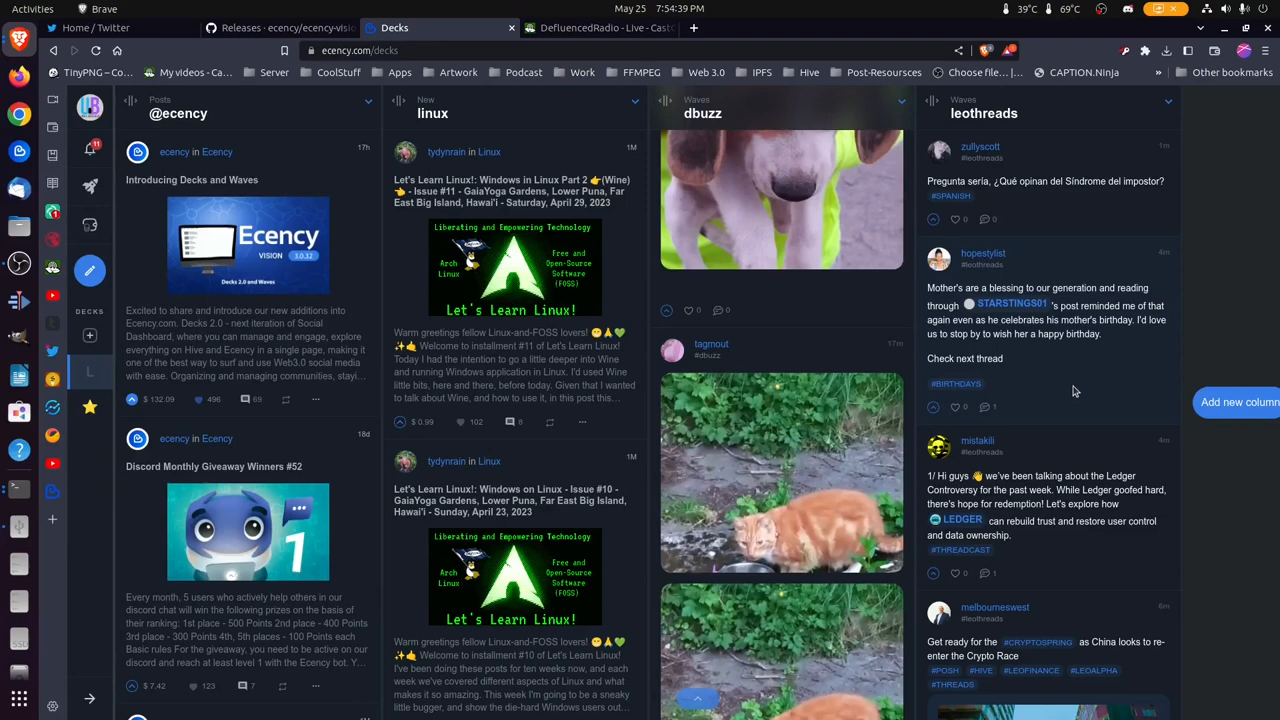 Activities
Brave
May 25 5:54:39 PM
39°C
69°C
Home / Twitter
Releases · ecency/ecency-visi
Decks
DefluencedRadio - Live - CastG
ecency.com/decks
TinyPNG – Co…
My videos - Ca…
Server
CoolStuff
Apps
Artwork
Podcast
Work
FFMPEG
Web 3.0
IPFS
Hive
Post-Resoursces
Choose file…
CAPTION.Ninja
»
Other bookmarks
11
1
DECKS
L
?
SSD
Posts
@ecency
ecency in Ecency
17h
Introducing Decks and Waves
Ecency
VISION 3.0.32
Decks 2.0 and Waves
Excited to share and introduce our new additions into
Ecency.com. Decks 2.0 - next iteration of Social
Dashboard, where you can manage and engage, explore
everything on Hive and Ecency in a single page, making it
one of the best way to surf and use Web3.0 social media
with ease. Organizing and managing communities, stayi…
$ 132.09
496
69
ecency in Ecency
18d
Discord Monthly Giveaway Winners #52
1
Every month, 5 users who actively help others in our
discord chat will win the following prizes on the basis of
their ranking: 1st place - 500 Points 2nd place - 400 Points
3rd place - 300 Points 4th, 5th places - 100 Points each
Basic rules For the giveaway, you need to be active on our
discord and reach at least level 1 with the Ecency bot. Y…
$ 7.42
123
7
New
linux
tydynrain in Linux
1M
Let's Learn Linux!: Windows in Linux Part 2 👉(Wine)
👈 - Issue #11 - GaiaYoga Gardens, Lower Puna, Far
East Big Island, Hawai'i - Saturday, April 29, 2023
Liberating and Empowering Technology
Arch
Linux
Free and
Open-Source
Software
(FOSS)
Let's Learn Linux!
Warm greetings fellow Linux-and-FOSS lovers! 😁🙏💚
✨🤙 Welcome to installment #11 of Let's Learn Linux!
Today I had the intention to go a little deeper into Wine
and running Windows application in Linux. I'd used Wine
little bits, here and there, before today. Given that I wanted
to talk about Wine, and how to use it, in this post this…
$ 0.99
102
8
tydynrain in Linux
1M
Let's Learn Linux!: Windows on Linux - Issue #10 -
GaiaYoga Gardens, Lower Puna, Far East Big Island,
Hawai'i - Sunday, April 23, 2023
Liberating and Empowering Technology
Arch
Linux
Free and
Open-Source
Software
(FOSS)
Let's Learn Linux!
Warm greetings fellow Linux-and-FOSS lovers! 😁🙏💚
✨🤙 Welcome to installment #10 of Let's Learn Linux!
I've been doing these posts for ten weeks now, and each
week we've covered different aspects of Linux and what
makes it so amazing. This week I'm going to be a sneaky
little bugger, and show the die-hard Windows users out…
Waves
dbuzz
0
0
tagmout
#dbuzz
17m
Waves
leothreads
zullyscott
#leothreads
1m
Pregunta sería, ¿Qué opinan del Síndrome del impostor?
#SPANISH
0
0
hopestylist
#leothreads
4m
Mother's are a blessing to our generation and reading
through STARSTINGS01 's post reminded me of that
again even as he celebrates his mother's birthday. I'd love
us to stop by to wish her a happy birthday.
Check next thread
#BIRTHDAYS
0
1
mistakili
#leothreads
4m
1/ Hi guys 👋 we've been talking about the Ledger
Controversy for the past week. While Ledger goofed hard,
there's hope for redemption! Let's explore how
LEDGER can rebuild trust and restore user control
and data ownership.
#THREADCAST
0
1
melbourneswest
#leothreads
6m
Get ready for the #CRYPTOSPRING as China looks to re-
enter the Crypto Race
#POSH
#HIVE
#LEOFINANCE
#LEOALPHA
#THREADS
Add new column